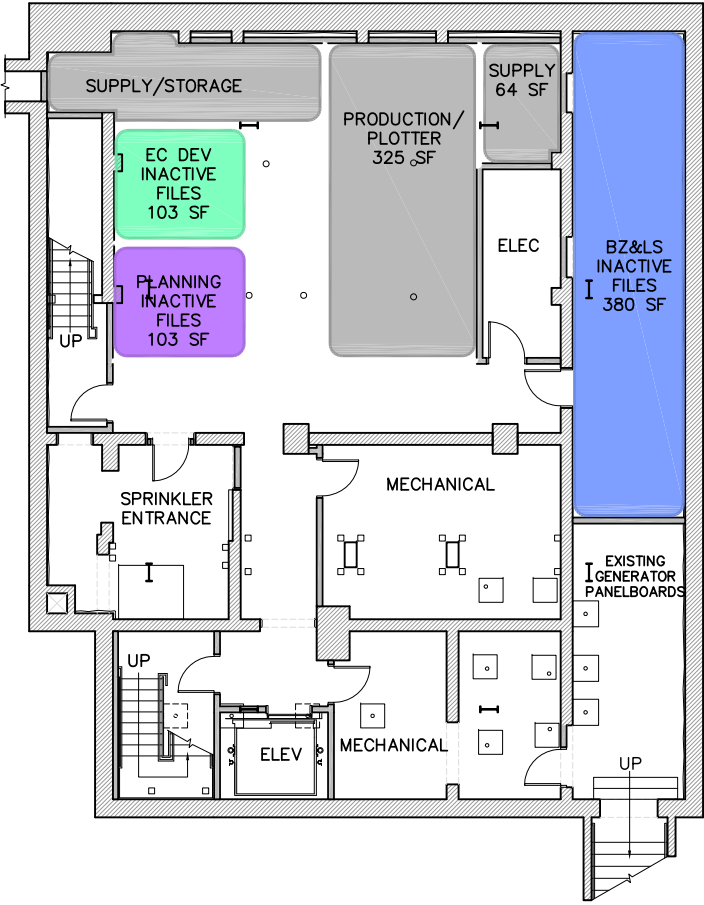 SUPPLY/STORAGE
SUPPLY
64 SF
PRODUCTION/
PLOTTER
325 SF
EC DEV
INACTIVE
FILES
103 SF
ELEC
BZ&LS
INACTIVE
FILES
380 SF
PLANNING
INACTIVE
FILES
103 SF
UP
MECHANICAL
SPRINKLER
ENTRANCE
EXISTING
GENERATOR
PANELBOARDS
UP
MECHANICAL
ELEV
UP